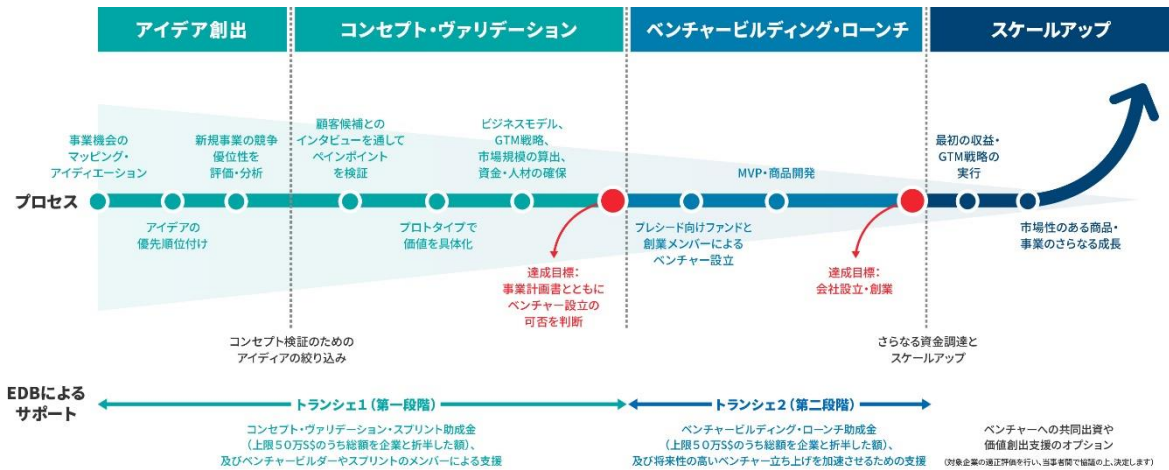 アイデア創出
コンセプト・ヴァリデーション
ベンチャービルディング・ローンチ
スケールアップ
事業機会の
マッピング・
アイディエーション
新規事業の競争
優位性を
評価・分析
顧客候補との
インタビューを通して
ペインポイント
を検証
ビジネスモデル、
GTM戦略、
市場規模の算出、
資金・人材の確保
MVP・商品開発
最初の収益・
GTM戦略の
実行
プロセス
アイデアの
優先順位付け
プロトタイプで
価値を具体化
達成目標：
事業計画書とともに
ベンチャー設立の
可否を判断
プレシード向けファンドと
創業メンバーによる
ベンチャー設立
達成目標：
会社設立・創業
市場性のある商品・
事業のさらなる成長
コンセプト検証のための
アイディアの絞り込み
さらなる資金調達と
スケールアップ
EDBによる
サポート
トランシェ1（第一段階）
コンセプト・ヴァリデーション・スプリント助成金
（上限５０万S$のうち総額を企業と折半した額）、
及びベンチャービルダーやスプリントのメンバーによる支援
トランシェ2（第二段階）
ベンチャービルディング・ローンチ助成金
（上限５０万S$のうち総額を企業と折半した額）、
及び将来性の高いベンチャー立ち上げを加速させるための支援
ベンチャーへの共同出資や
価値創出支援のオプション
（対象企業の適正評価を行い、当事者間で協議の上、決定します）